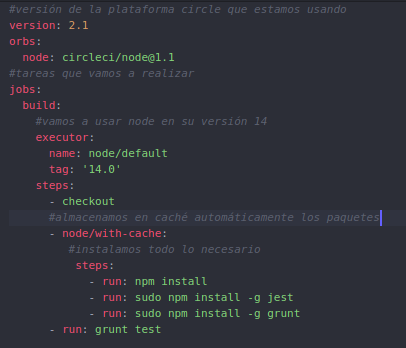 #versión de la plataforma circle que estamos usando
version: 2.1
orbs:
  node: circleci/node@1.1
#tareas que vamos a realizar
jobs:
  build:
    #vamos a usar node en su versión 14
    executor:
      name: node/default
      tag: '14.0'
    steps:
      - checkout
      #almacenamos en caché automáticamente los paquetes
      - node/with-cache:
         #instalamos todo lo necesario
          steps:
            - run: npm install
            - run: sudo npm install -g jest
            - run: sudo npm install -g grunt
      - run: grunt test